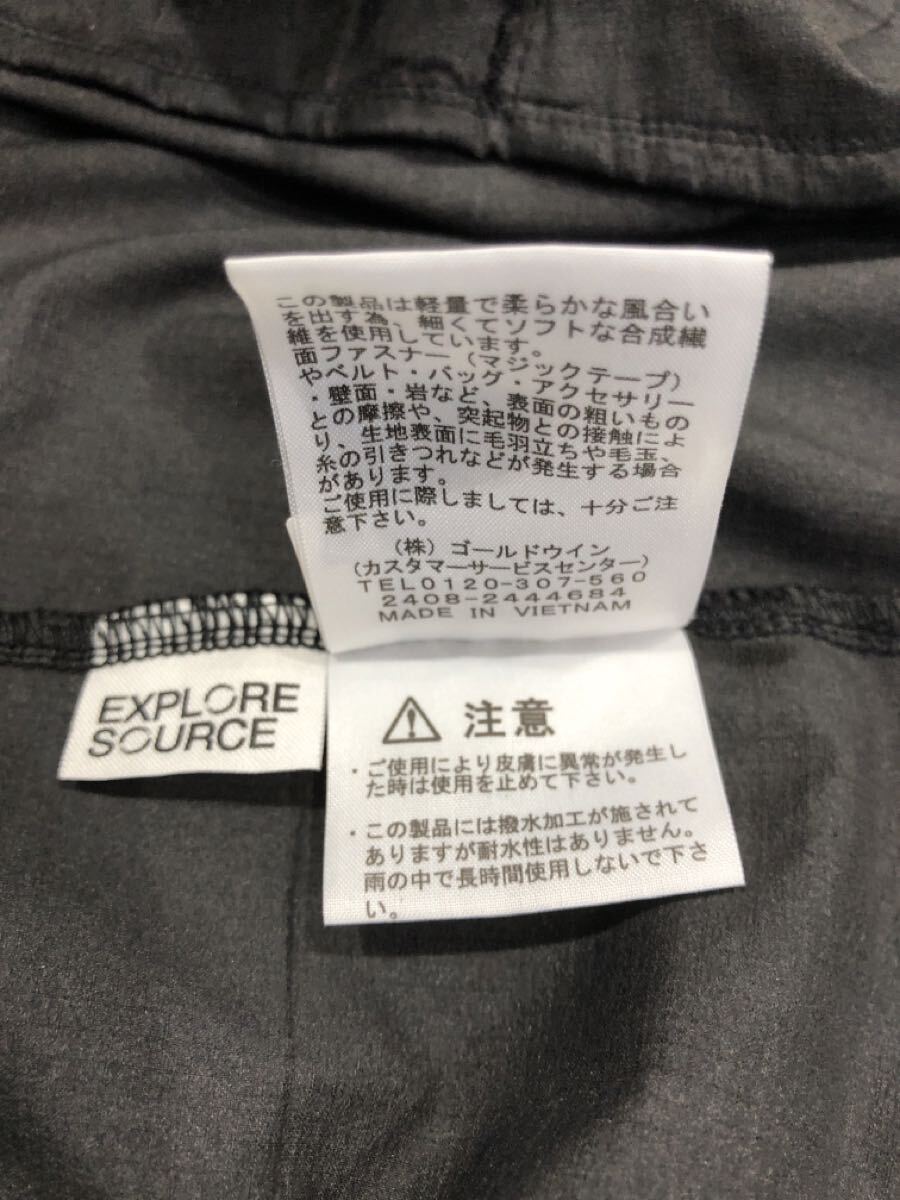 この製品は軽量で柔らかな風合い
を出す為、細くてソフトな合成繊
維を使用しています。
面ファスナー（マジックテープ）
やベルト・バッグ・アクセサリー
・壁面・岩など、表面の粗いもの
との摩擦や、突起物との接触によ
り、生地表面に毛羽立ちや毛玉、
糸の引きつれなどが発生する場合
があります。
ご使用に際しましては、十分ご注
意下さい。
（株）ゴールドウイン
（カスタマーサービスセンター）
TEL0120-307-560
2408-2444684
MADE IN VIETNAM
EXPLORE
SOURCE
⚠ 注意
・ご使用により皮膚に異常が発生し
た時は使用を止めて下さい。
・この製品には撥水加工が施されて
ありますが耐水性はありません。
雨の中で長時間使用しないで下さ
い。